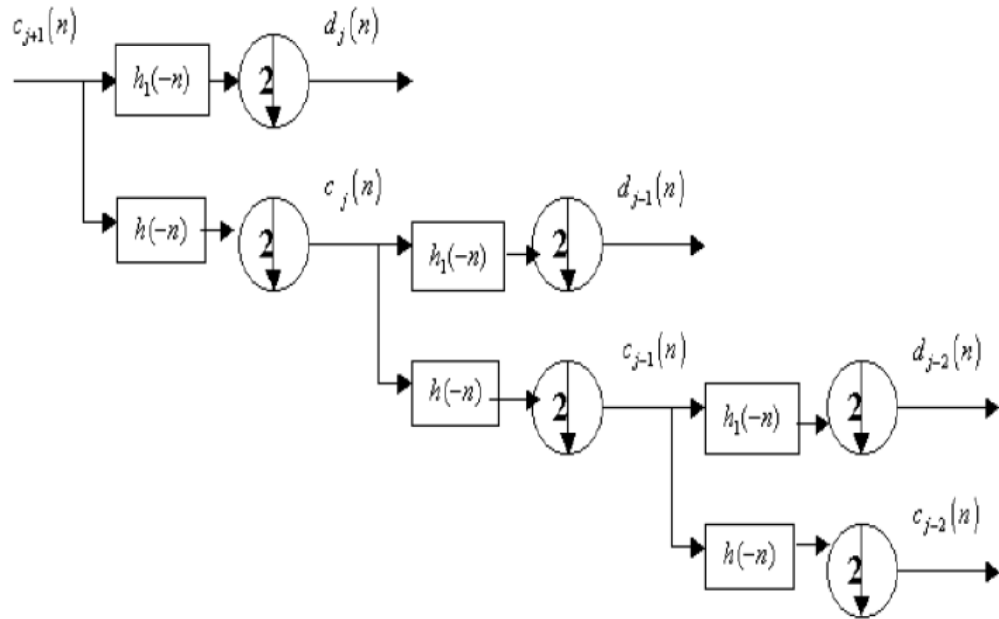 c_{j+1}(n) d_j(n)
h_1(-n) 2
c_j(n) d_{j-1}(n)
h(-n) 2 h_1(-n) 2
c_{j-1}(n) d_{j-2}(n)
h(-n) 2 h_1(-n) 2
c_{j-2}(n)
h(-n) 2